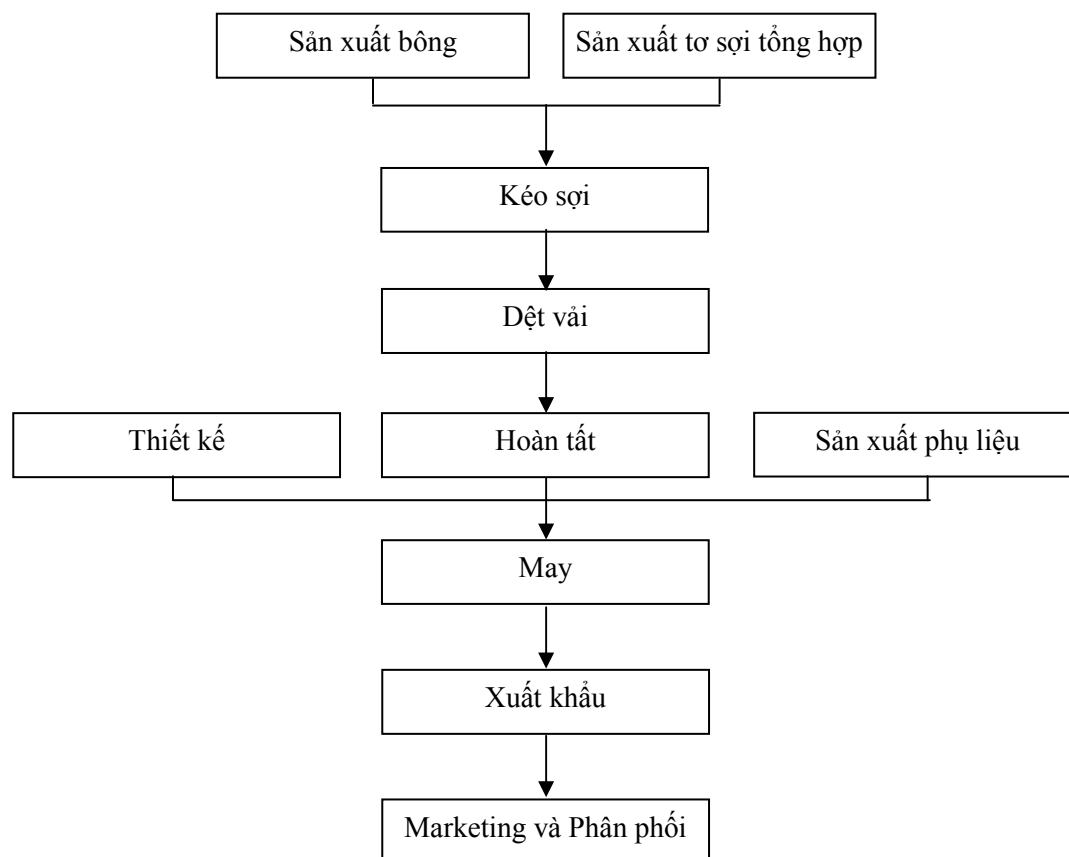 Sản xuất bông
Sản xuất tơ sợi tổng hợp
Kéo sợi
Dệt vải
Thiết kế
Hoàn tất
Sản xuất phụ liệu
May
Xuất khẩu
Marketing và Phân phối